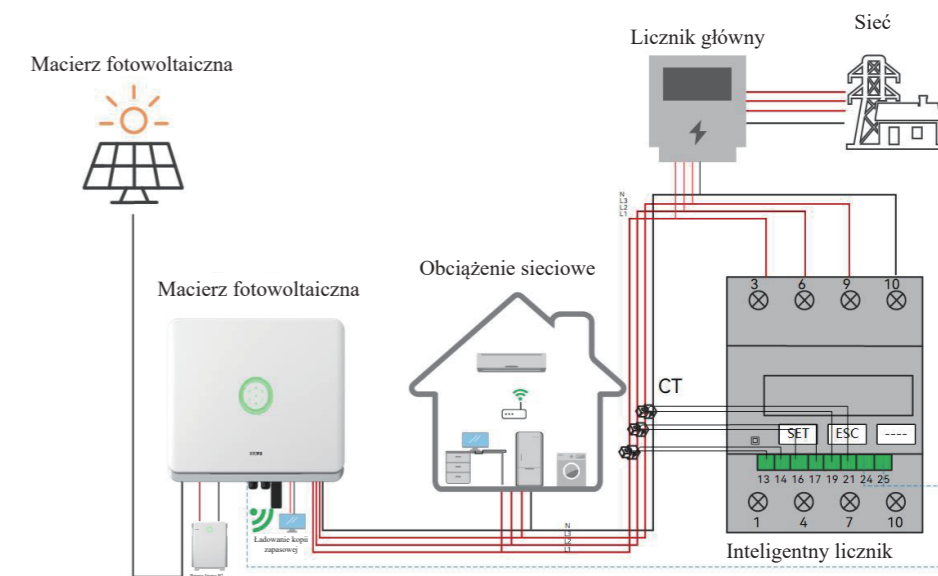 Sieć
Licznik główny
Macierz fotowoltaiczna
N
L3
L2
L1
Obciążenie sieciowe
Macierz fotowoltaiczna
3 6 9 10
CT
SET ESC ----
13 14 16 17 19 21 24 25
1 4 7 10
Inteligentny licznik
N
L3
L2
L1
Ładowanie kopii
zapasowej